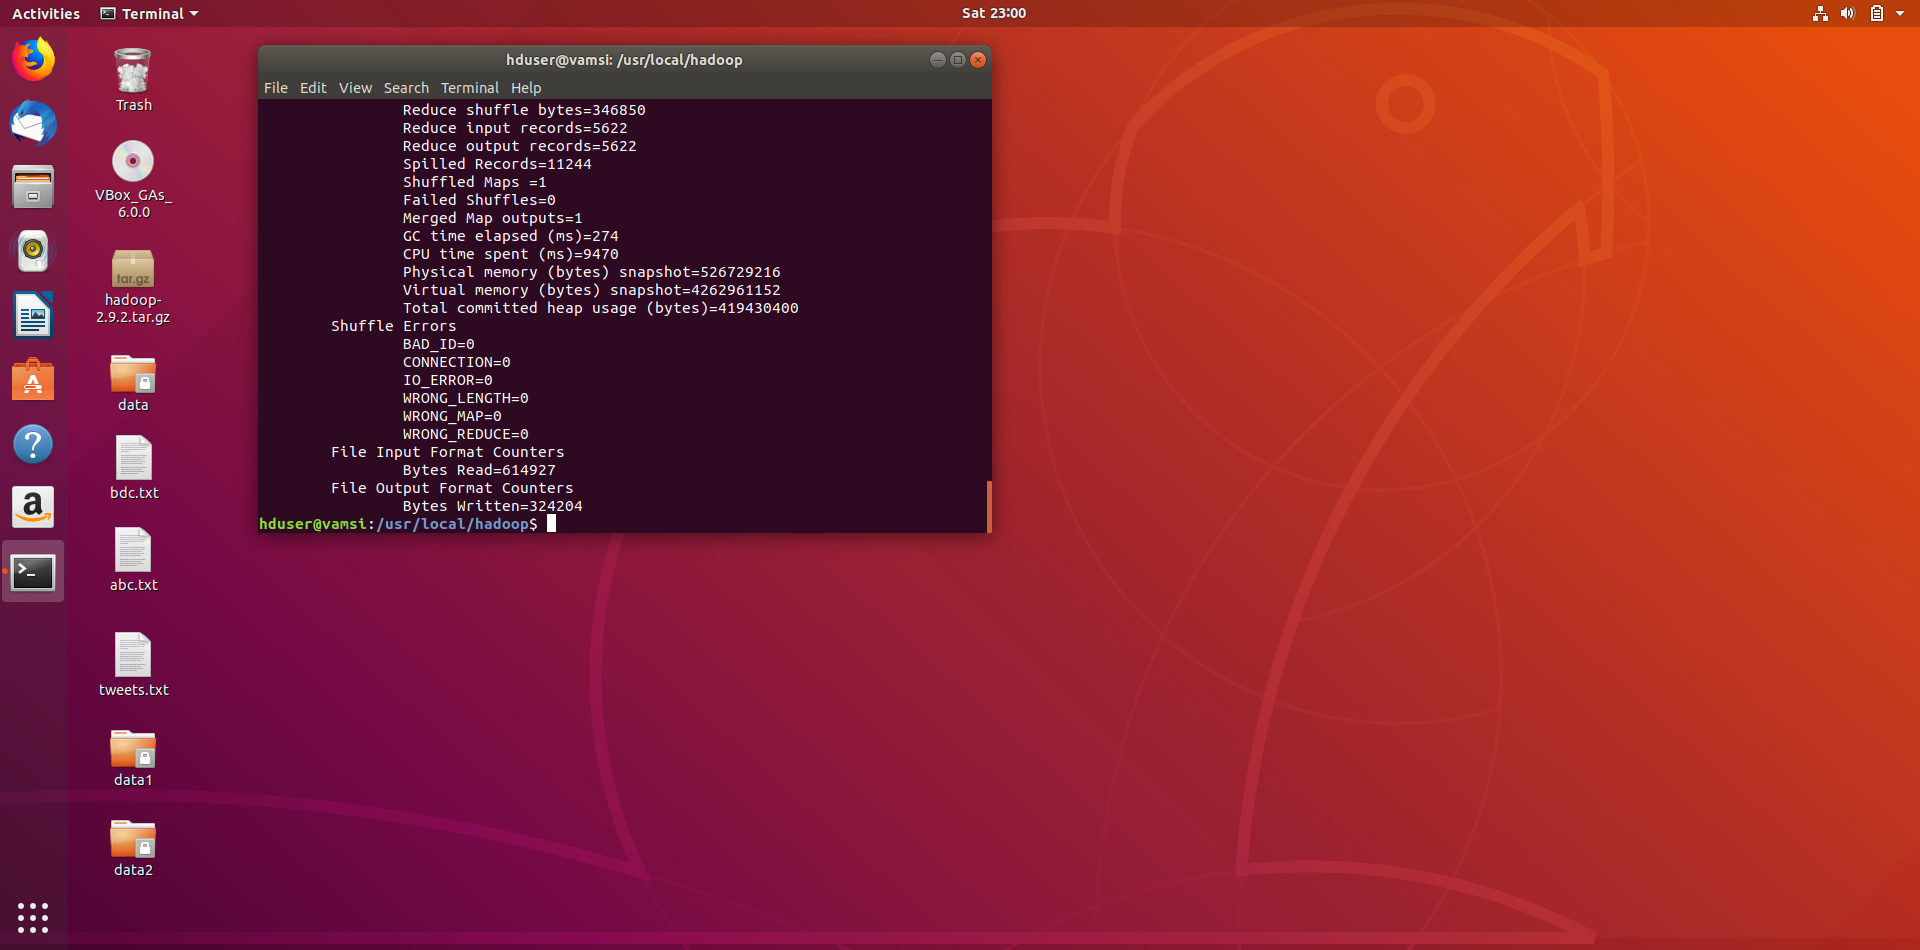 Activities
Terminal
Sat 23:00
Trash
VBox_GAs_
6.0.0
tar.gz
hadoop-
2.9.2.tar.gz
data
bdc.txt
abc.txt
tweets.txt
data1
data2
hduser@vamsi: /usr/local/hadoop
File Edit View Search Terminal Help
Reduce shuffle bytes=346850
Reduce input records=5622
Reduce output records=5622
Spilled Records=11244
Shuffled Maps =1
Failed Shuffles=0
Merged Map outputs=1
GC time elapsed (ms)=274
CPU time spent (ms)=9470
Physical memory (bytes) snapshot=526729216
Virtual memory (bytes) snapshot=4262961152
Total committed heap usage (bytes)=419430400
Shuffle Errors
BAD_ID=0
CONNECTION=0
IO_ERROR=0
WRONG_LENGTH=0
WRONG_MAP=0
WRONG_REDUCE=0
File Input Format Counters
Bytes Read=614927
File Output Format Counters
Bytes Written=324204
hduser@vamsi:/usr/local/hadoop$